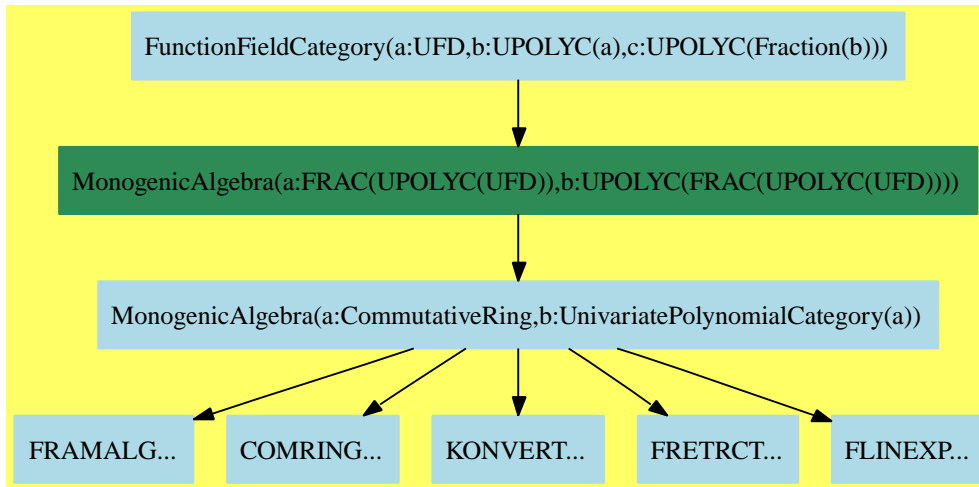 FunctionFieldCategory(a:UFD,b:UPOLYC(a),c:UPOLYC(Fraction(b)))
MonogenicAlgebra(a:FRAC(UPOLYC(UFD)),b:UPOLYC(FRAC(UPOLYC(UFD))))
MonogenicAlgebra(a:CommutativeRing,b:UnivariatePolynomialCategory(a))
FRAMALG...
COMRING...
KONVERT...
FRETRCT...
FLINEXP...